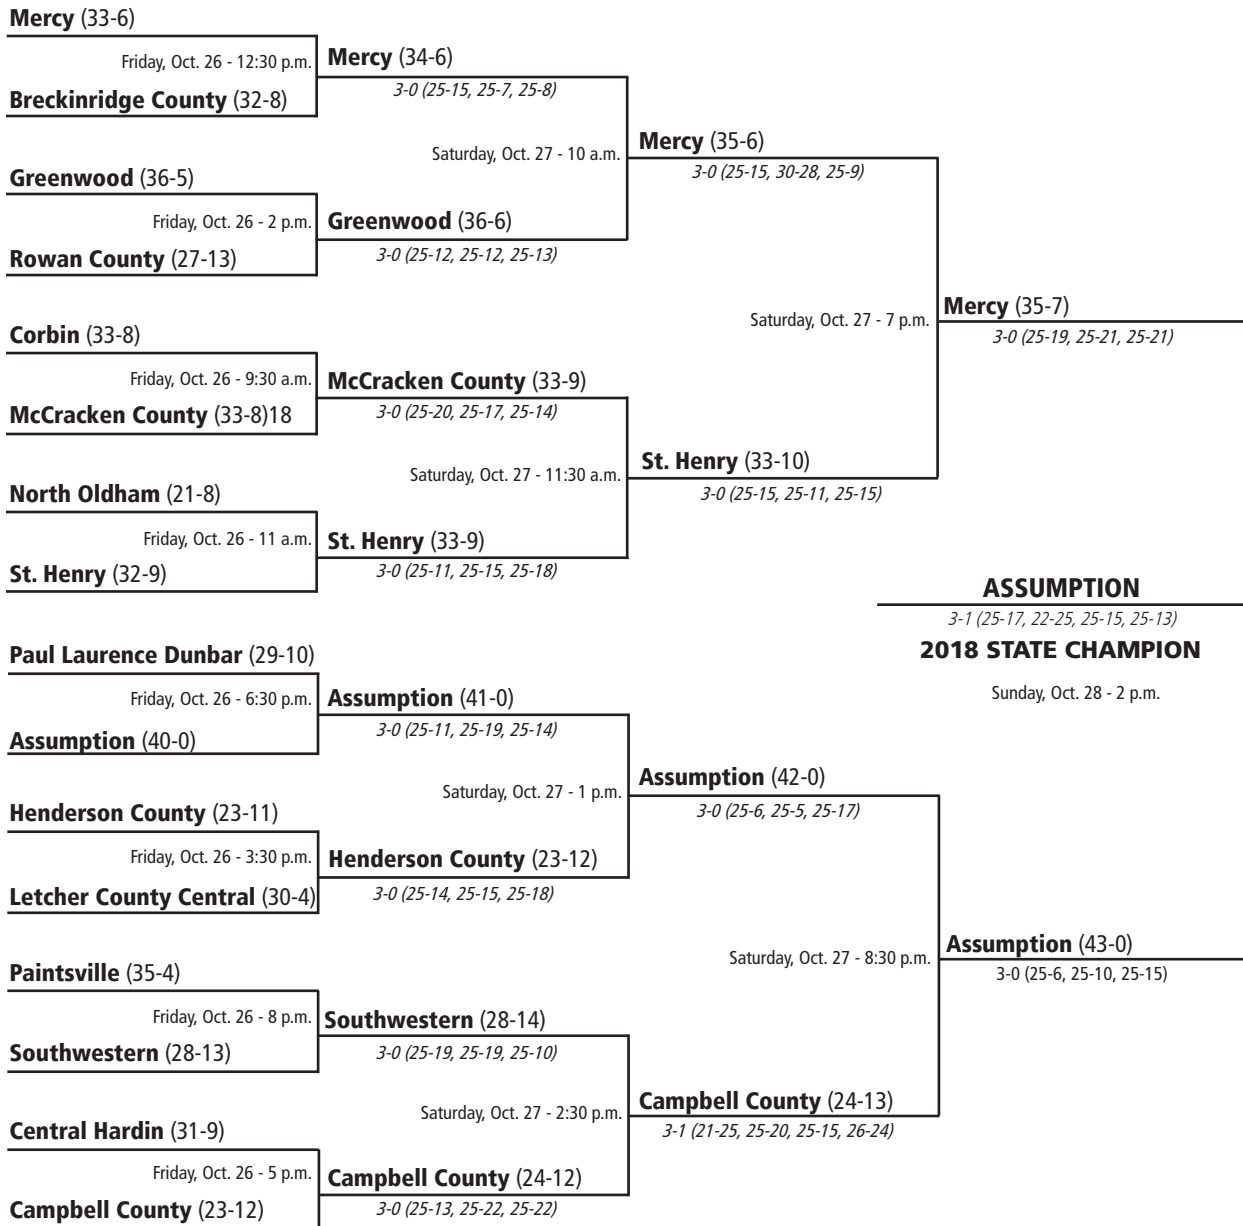 Mercy (33-6)
Friday, Oct. 26 - 12:30 p.m.
Breckinridge County (32-8)
Mercy (34-6)
3-0 (25-15, 25-7, 25-8)
Saturday, Oct. 27 - 10 a.m.
Greenwood (36-5)
Friday, Oct. 26 - 2 p.m.
Rowan County (27-13)
Greenwood (36-6)
3-0 (25-12, 25-12, 25-13)
Mercy (35-6)
3-0 (25-15, 30-28, 25-9)
Corbin (33-8)
Friday, Oct. 26 - 9:30 a.m.
McCracken County (33-8)18
McCracken County (33-9)
3-0 (25-20, 25-17, 25-14)
Saturday, Oct. 27 - 11:30 a.m.
North Oldham (21-8)
Friday, Oct. 26 - 11 a.m.
St. Henry (32-9)
St. Henry (33-9)
3-0 (25-11, 25-15, 25-18)
St. Henry (33-10)
3-0 (25-15, 25-11, 25-15)
Saturday, Oct. 27 - 7 p.m.
Mercy (35-7)
3-0 (25-19, 25-21, 25-21)
ASSUMPTION
3-1 (25-17, 22-25, 25-15, 25-13)
2018 STATE CHAMPION
Sunday, Oct. 28 - 2 p.m.
Paul Laurence Dunbar (29-10)
Friday, Oct. 26 - 6:30 p.m.
Assumption (40-0)
Assumption (41-0)
3-0 (25-11, 25-19, 25-14)
Saturday, Oct. 27 - 1 p.m.
Henderson County (23-11)
Friday, Oct. 26 - 3:30 p.m.
Letcher County Central (30-4)
Henderson County (23-12)
3-0 (25-14, 25-15, 25-18)
Assumption (42-0)
3-0 (25-6, 25-5, 25-17)
Paintsville (35-4)
Friday, Oct. 26 - 8 p.m.
Southwestern (28-13)
Southwestern (28-14)
3-0 (25-19, 25-19, 25-10)
Saturday, Oct. 27 - 2:30 p.m.
Central Hardin (31-9)
Friday, Oct. 26 - 5 p.m.
Campbell County (23-12)
Campbell County (24-12)
3-0 (25-13, 25-22, 25-22)
Campbell County (24-13)
3-1 (21-25, 25-20, 25-15, 26-24)
Saturday, Oct. 27 - 8:30 p.m.
Assumption (43-0)
3-0 (25-6, 25-10, 25-15)